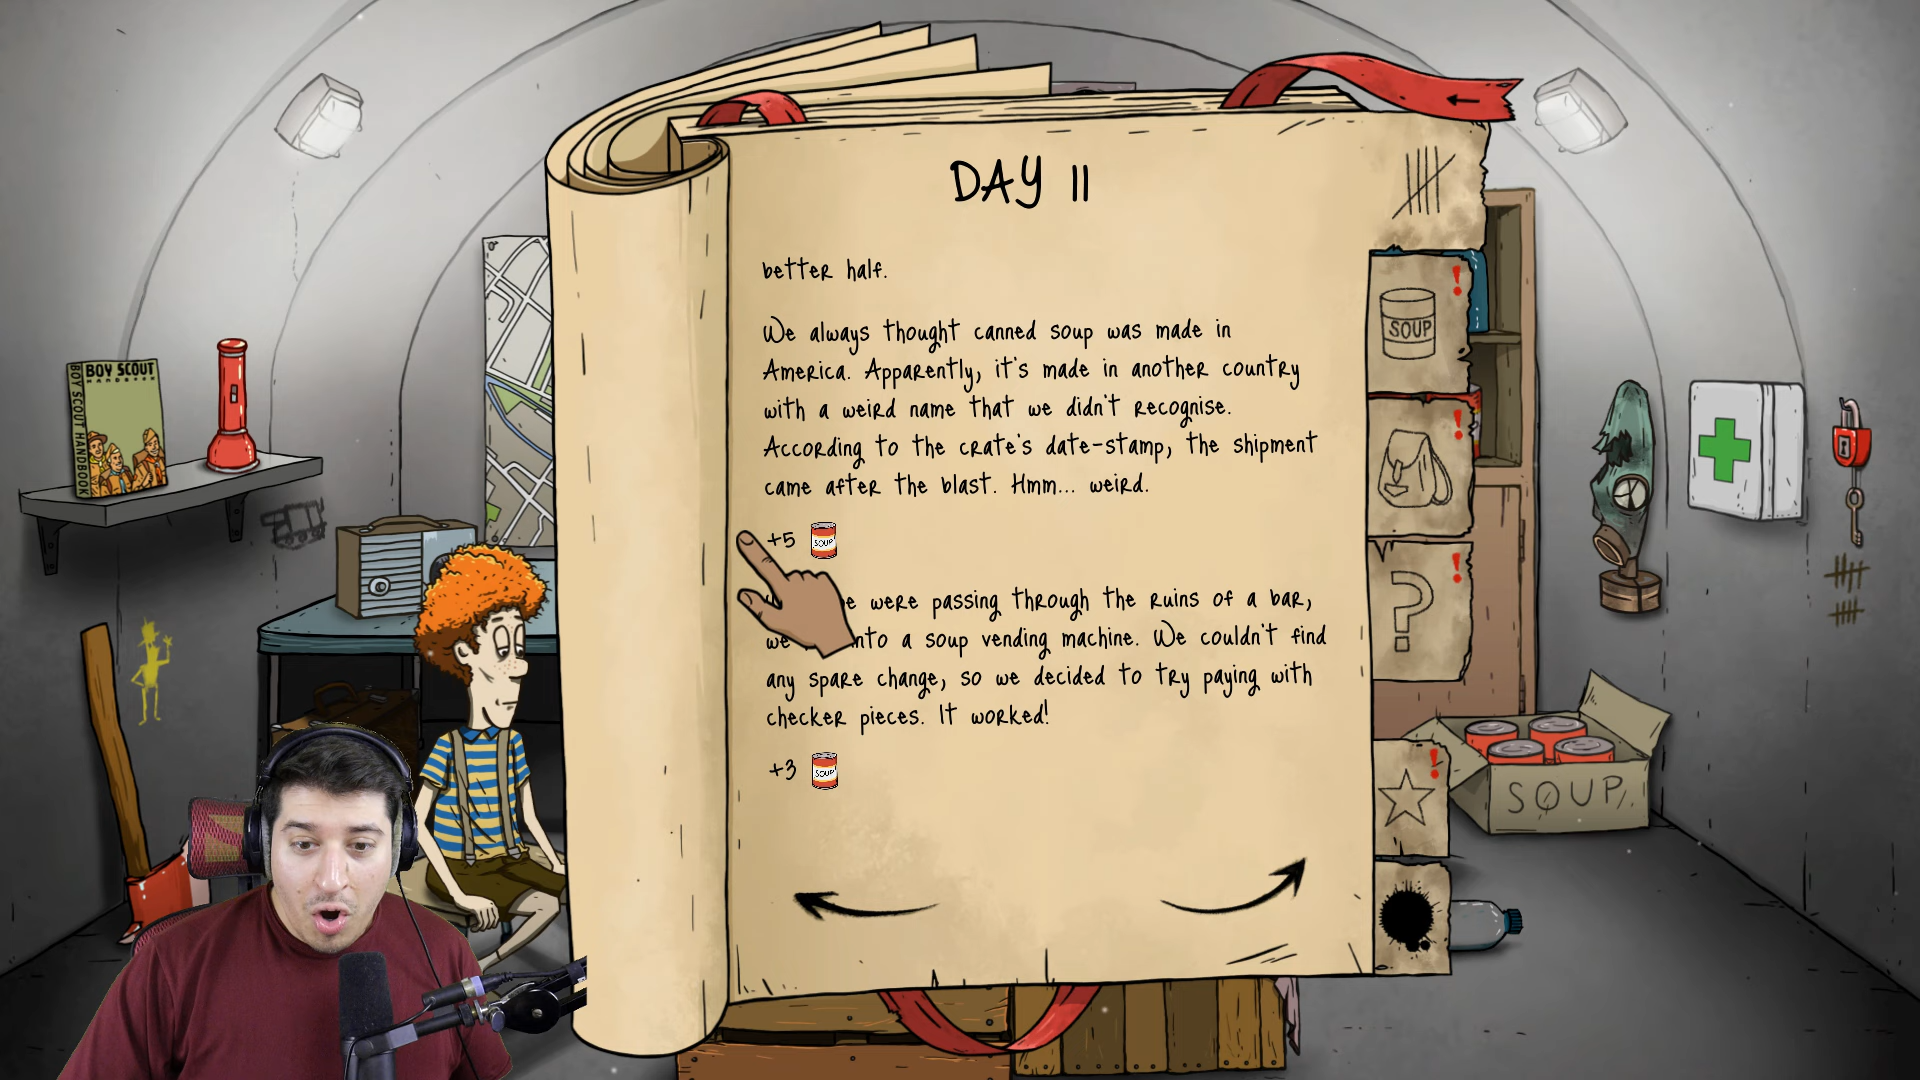 DAY 11
better half.
We always thought canned soup was made in
America. Apparently, it's made in another country
with a weird name that we didn't recognise.
According to the crate's date-stamp, the shipment
came after the blast. Hmm... weird.
+5 SOUP
e were passing through the ruins of a bar,
we nto a soup vending machine. We couldn't find
any spare change, so we decided to try paying with
checker pieces. It worked!
+3 SOUP
SOUP
!
!
?
!
!
BOY SCOUT
HANDBOOK
BOY SCOUT HANDBOOK
SOUP